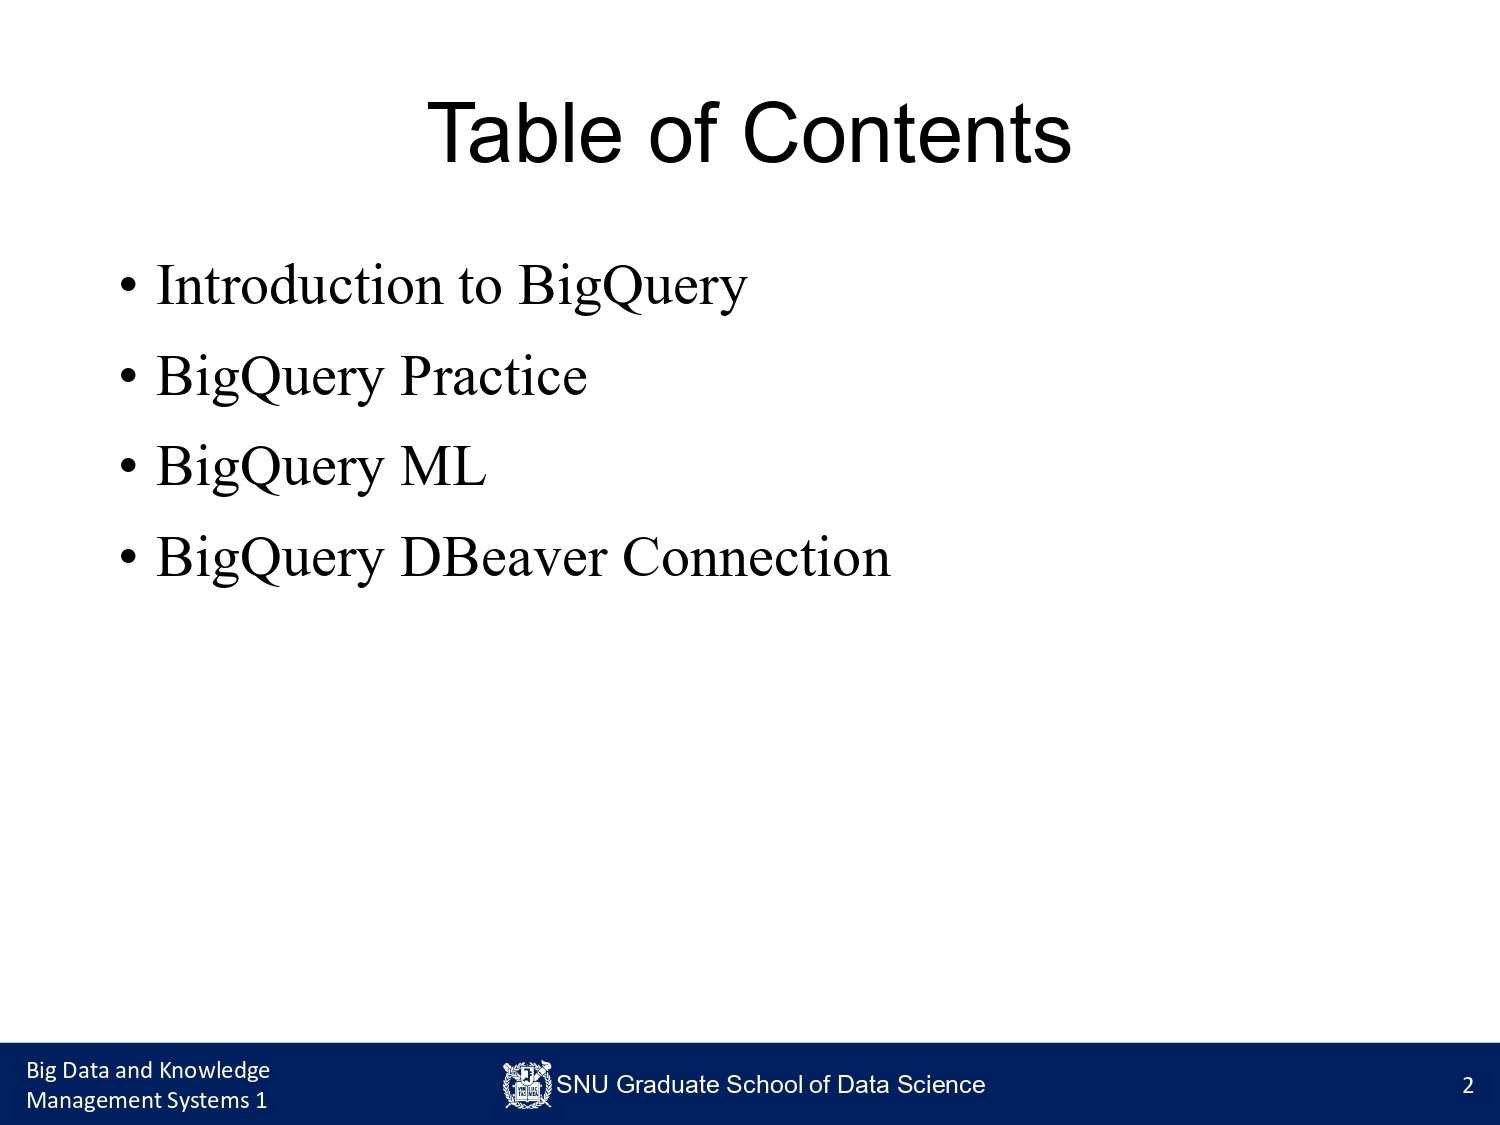 Table of Contents
• Introduction to BigQuery
• BigQuery Practice
• BigQuery ML
• BigQuery DBeaver Connection
Big Data and Knowledge
Management Systems 1
SNU Graduate School of Data Science
2